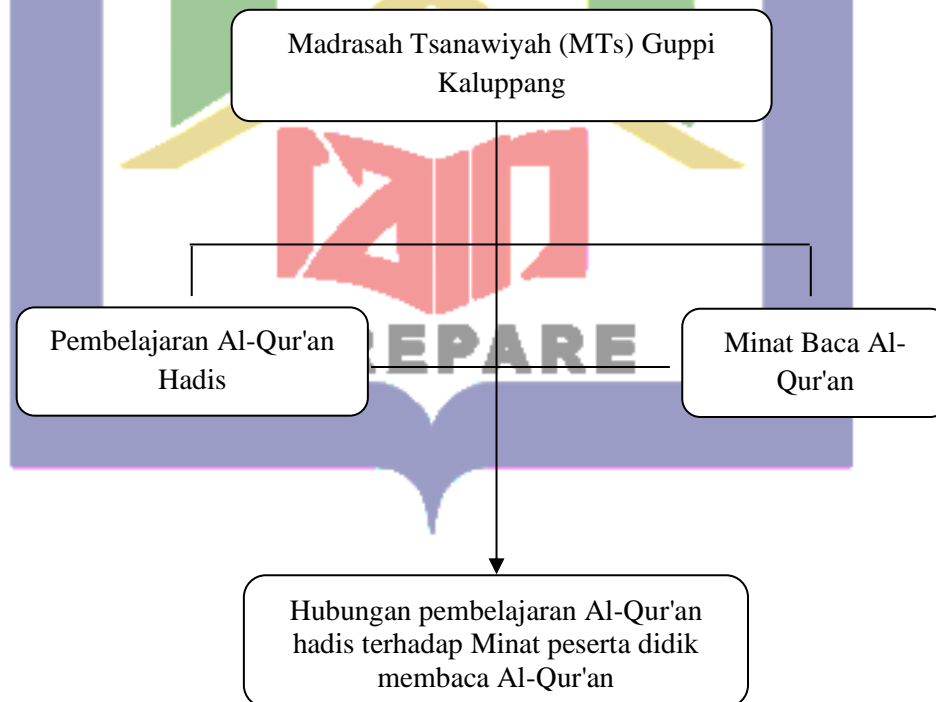 Madrasah Tsanawiyah (MTs) Guppi
Kaluppang
Pembelajaran Al-Qur'an
Hadis
REPARE
Minat Baca Al-
Qur'an
Hubungan pembelajaran Al-Qur'an
hadis terhadap Minat peserta didik
membaca Al-Qur'an